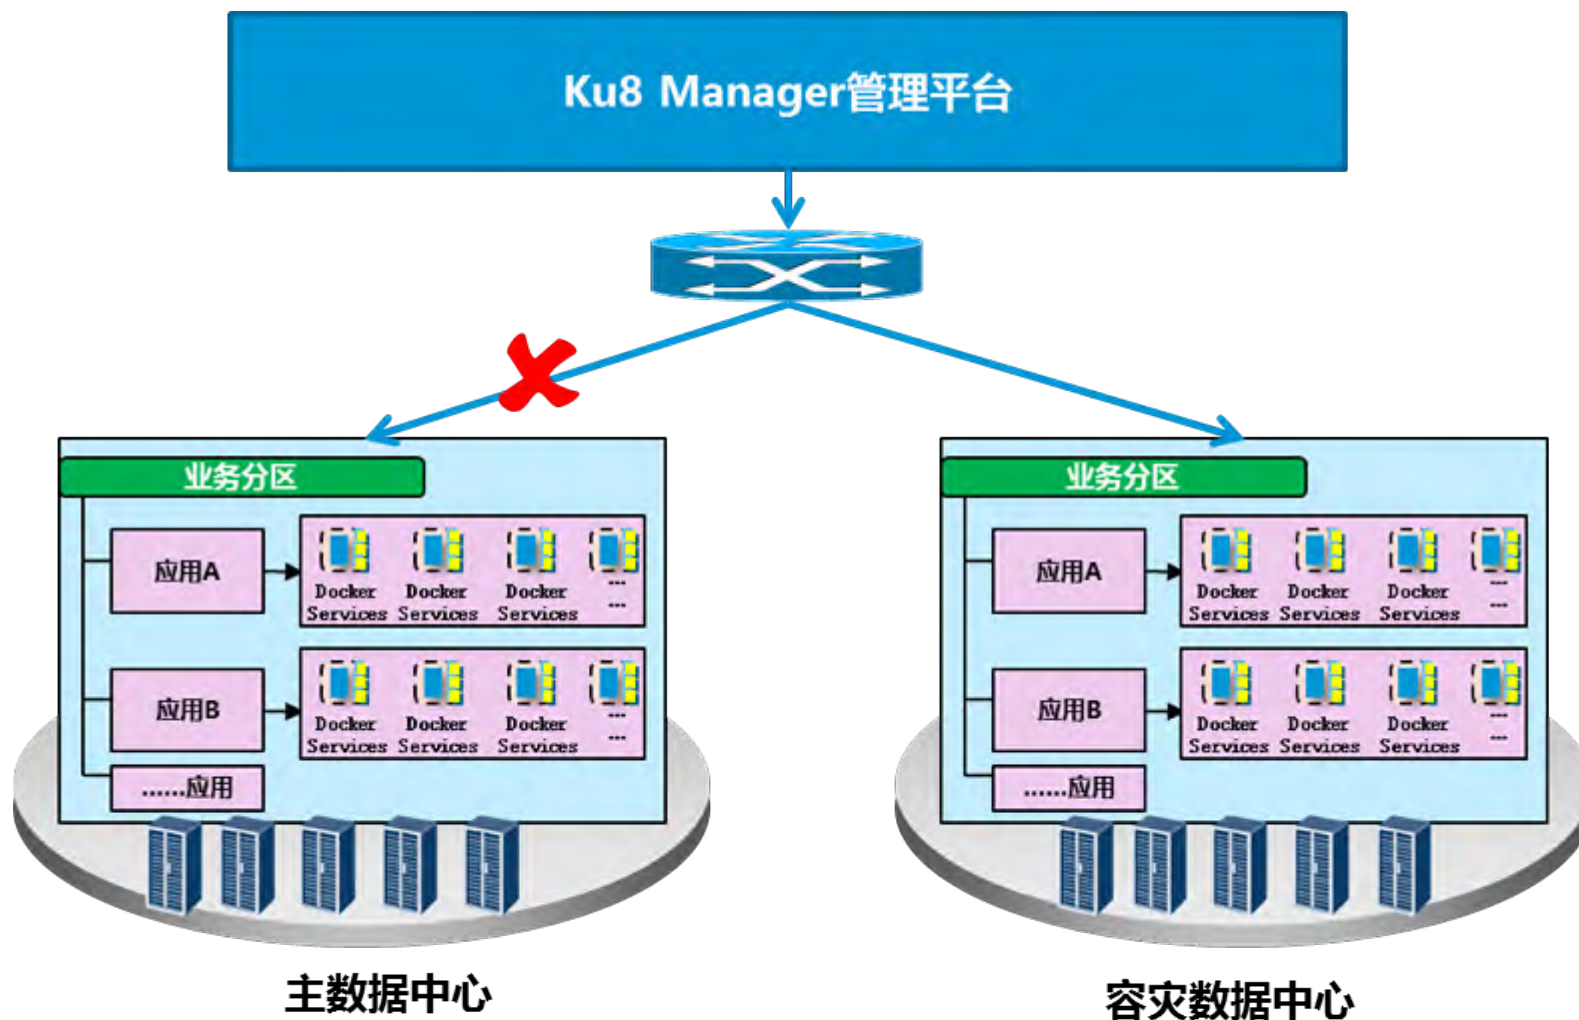 Ku8 Manager管理平台
业务分区
应用A
Docker Services
Docker Services
Docker Services
---
---
应用B
Docker Services
Docker Services
Docker Services
---
---
......应用
主数据中心
业务分区
应用A
Docker Services
Docker Services
Docker Services
---
---
应用B
Docker Services
Docker Services
Docker Services
---
---
......应用
容灾数据中心